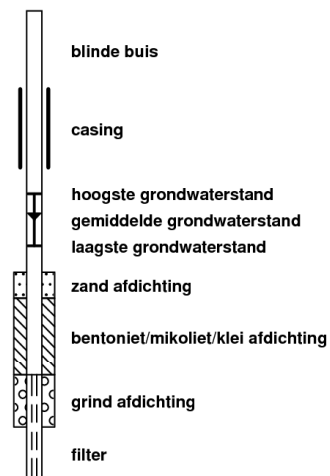 blinde buis
casing
hoogste grondwaterstand
gemiddelde grondwaterstand
laagste grondwaterstand
zand afdichting
bentoniet/mikoliet/klei afdichting
grind afdichting
filter